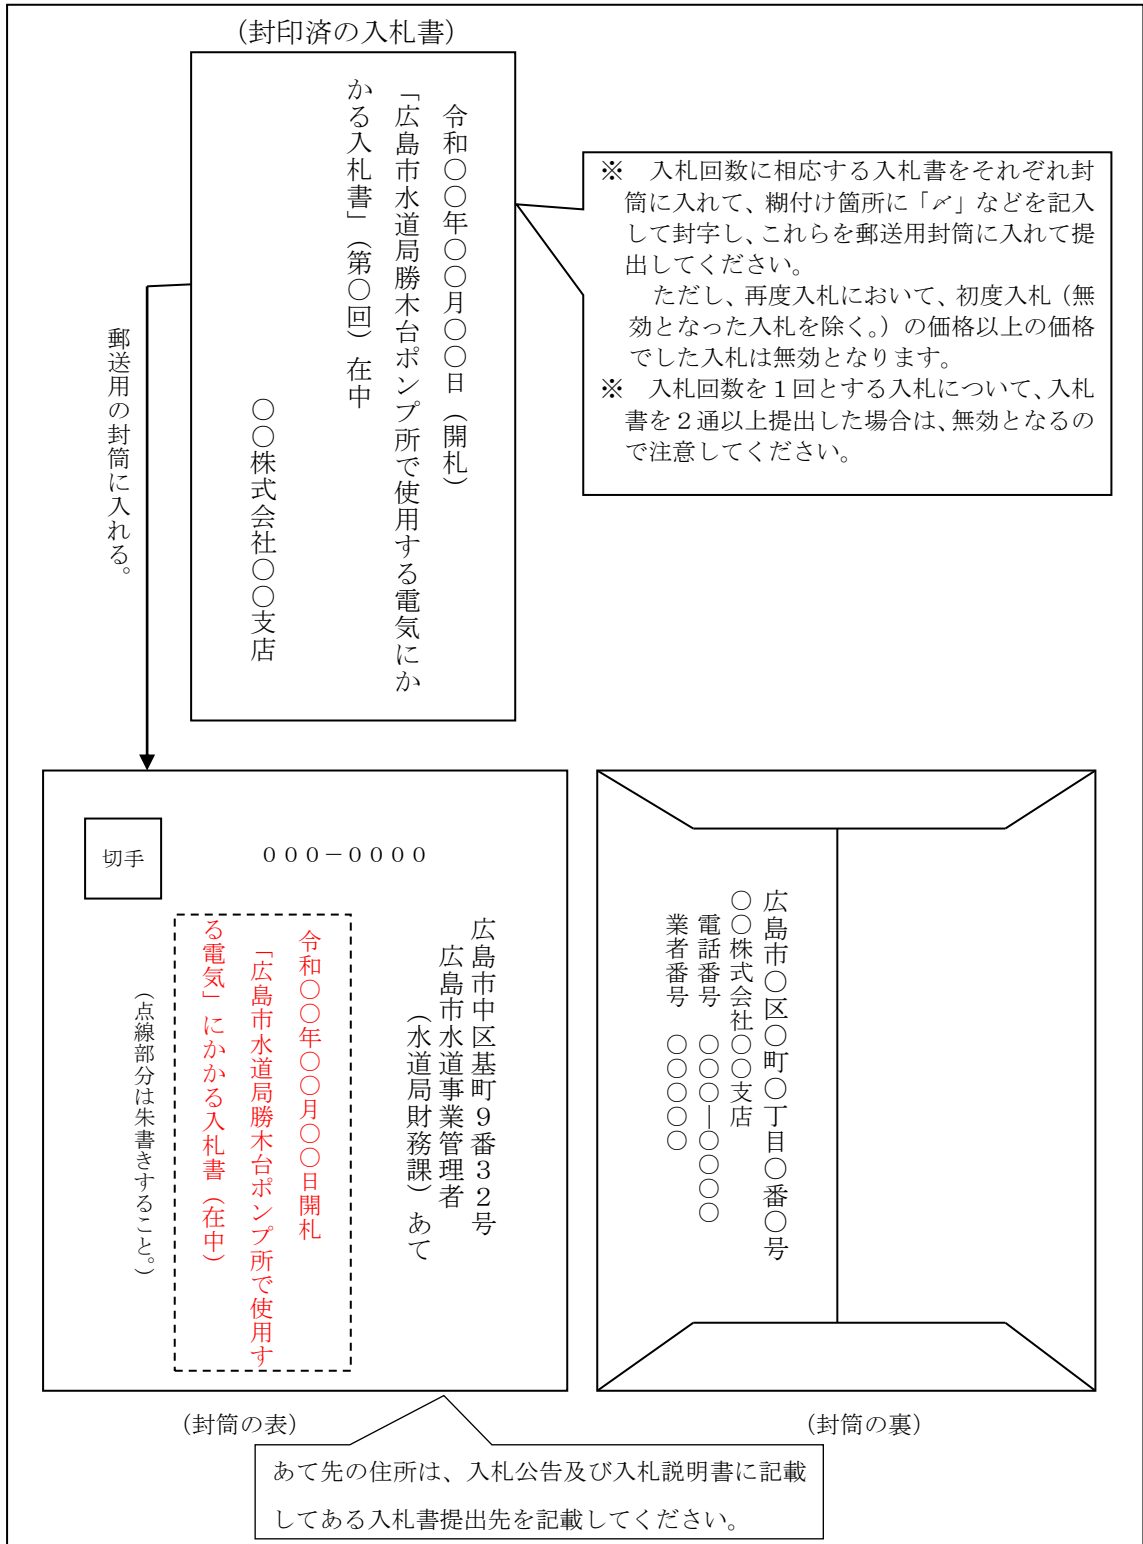 (封印済の入札書)
令和〇〇年〇〇月〇〇日（開札）
「広島市水道局勝木台ポンプ所で使用する電気にか
かる入札書」（第〇回）在中
〇〇株式会社〇〇支店
※　入札回数に相応する入札書をそれぞれ封
筒に入れて、糊付け箇所に「〆」などを記入
して封字し、これらを郵送用封筒に入れて提
出してください。
ただし、再度入札において、初度入札（無
効となった入札を除く。）の価格以上の価格
でした入札は無効となります。
※　入札回数を１回とする入札について、入札
書を２通以上提出した場合は、無効となるの
で注意してください。
郵送用の封筒に入れる。
切手
０００－００００
広島市中区基町９番３２号
広島市水道事業管理者
（水道局財務課）あて
令和〇〇年〇〇月〇〇日開札
「広島市水道局勝木台ポンプ所で使用す
る電気」にかかる入札書（在中）
（点線部分は朱書きすること。）
広島市〇区〇町〇丁目〇番〇号
〇〇株式会社〇〇支店
電話番号　〇〇〇―〇〇〇〇
業者番号　〇〇〇〇〇
(封筒の表)
(封筒の裏)
あて先の住所は、入札公告及び入札説明書に記載
してある入札書提出先を記載してください。